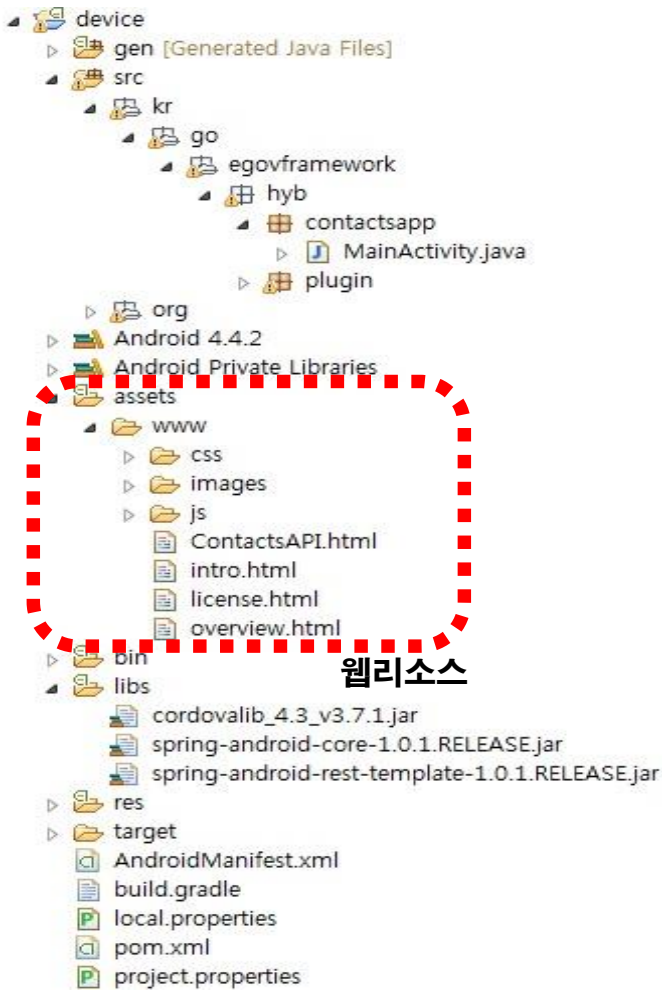 device
gen [Generated Java Files]
src
kr
go
egovframework
hyb
contactsapp
MainActivity.java
plugin
org
Android 4.4.2
Android Private Libraries
assets
www
css
images
js
ContactsAPI.html
intro.html
license.html
overview.html
bin
웹리소스
libs
cordovalib_4.3_v3.7.1.jar
spring-android-core-1.0.1.RELEASE.jar
spring-android-rest-template-1.0.1.RELEASE.jar
res
target
AndroidManifest.xml
build.gradle
local.properties
pom.xml
project.properties